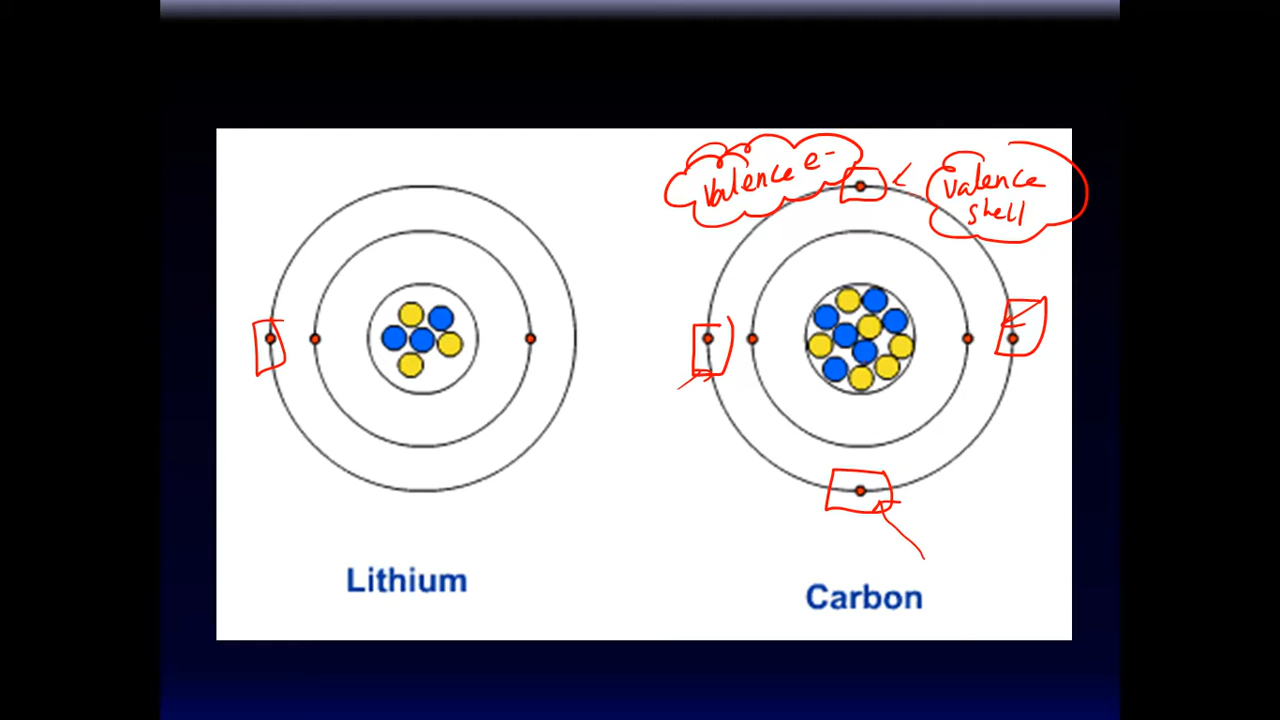 valence e-
valence
shell
Lithium
Carbon